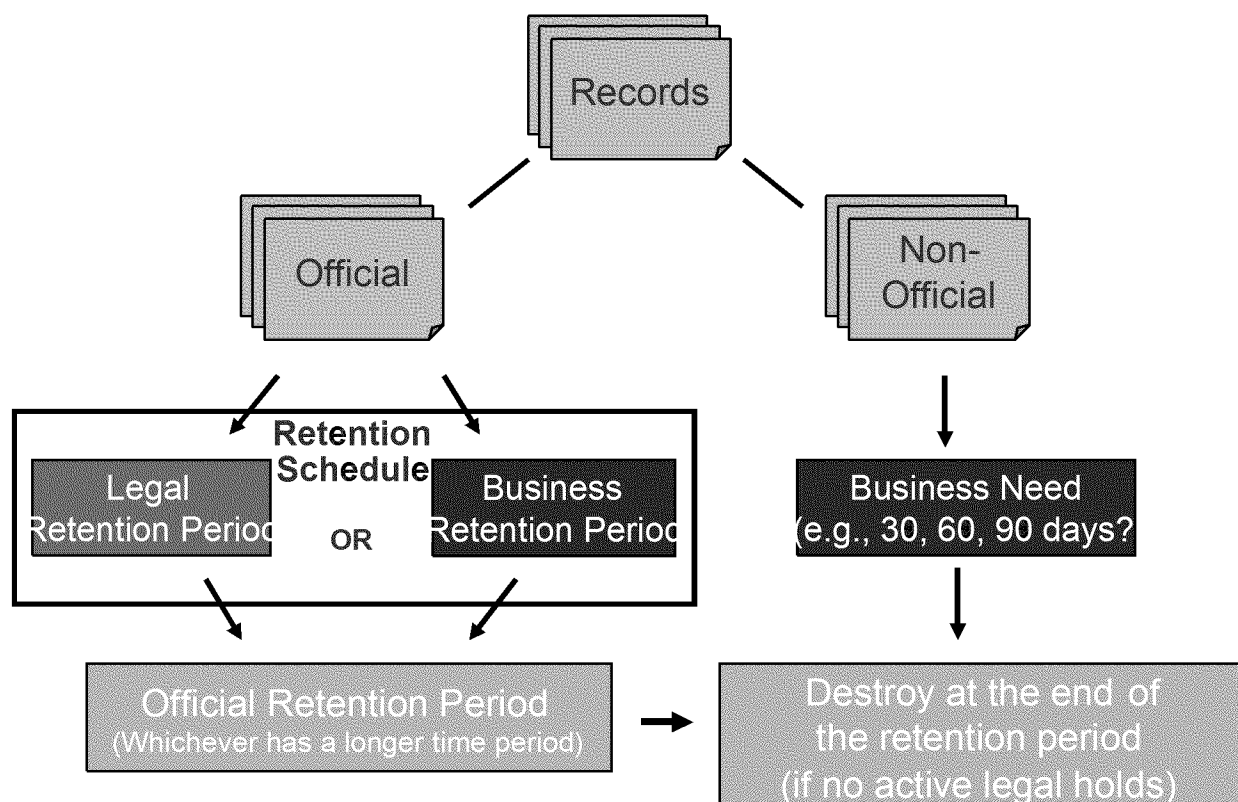 Records
Official
Non-
Official
Retention
Schedule
Legal
Retention Period
OR
Business
Retention Period
Business Need
(e.g., 30, 60, 90 days?
Official Retention Period
(Whichever has a longer time period)
Destroy at the end of
the retention period
(if no active legal holds)